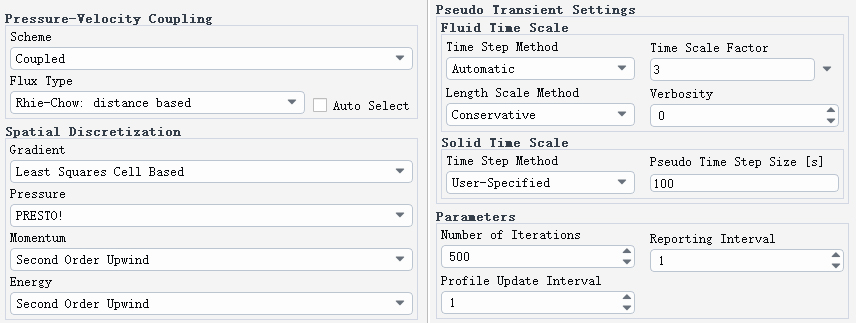 Pressure-Velocity Coupling
Scheme
Coupled
Flux Type
Rhie-Chow: distance based
Auto Select
Spatial Discretization
Gradient
Least Squares Cell Based
Pressure
PRESTO!
Momentum
Second Order Upwind
Energy
Second Order Upwind
Pseudo Transient Settings
Fluid Time Scale
Time Step Method
Time Scale Factor
Automatic
3
Length Scale Method
Verbosity
Conservative
0
Solid Time Scale
Time Step Method
Pseudo Time Step Size [s]
User-Specified
100
Parameters
Number of Iterations
Reporting Interval
500
1
Profile Update Interval
1